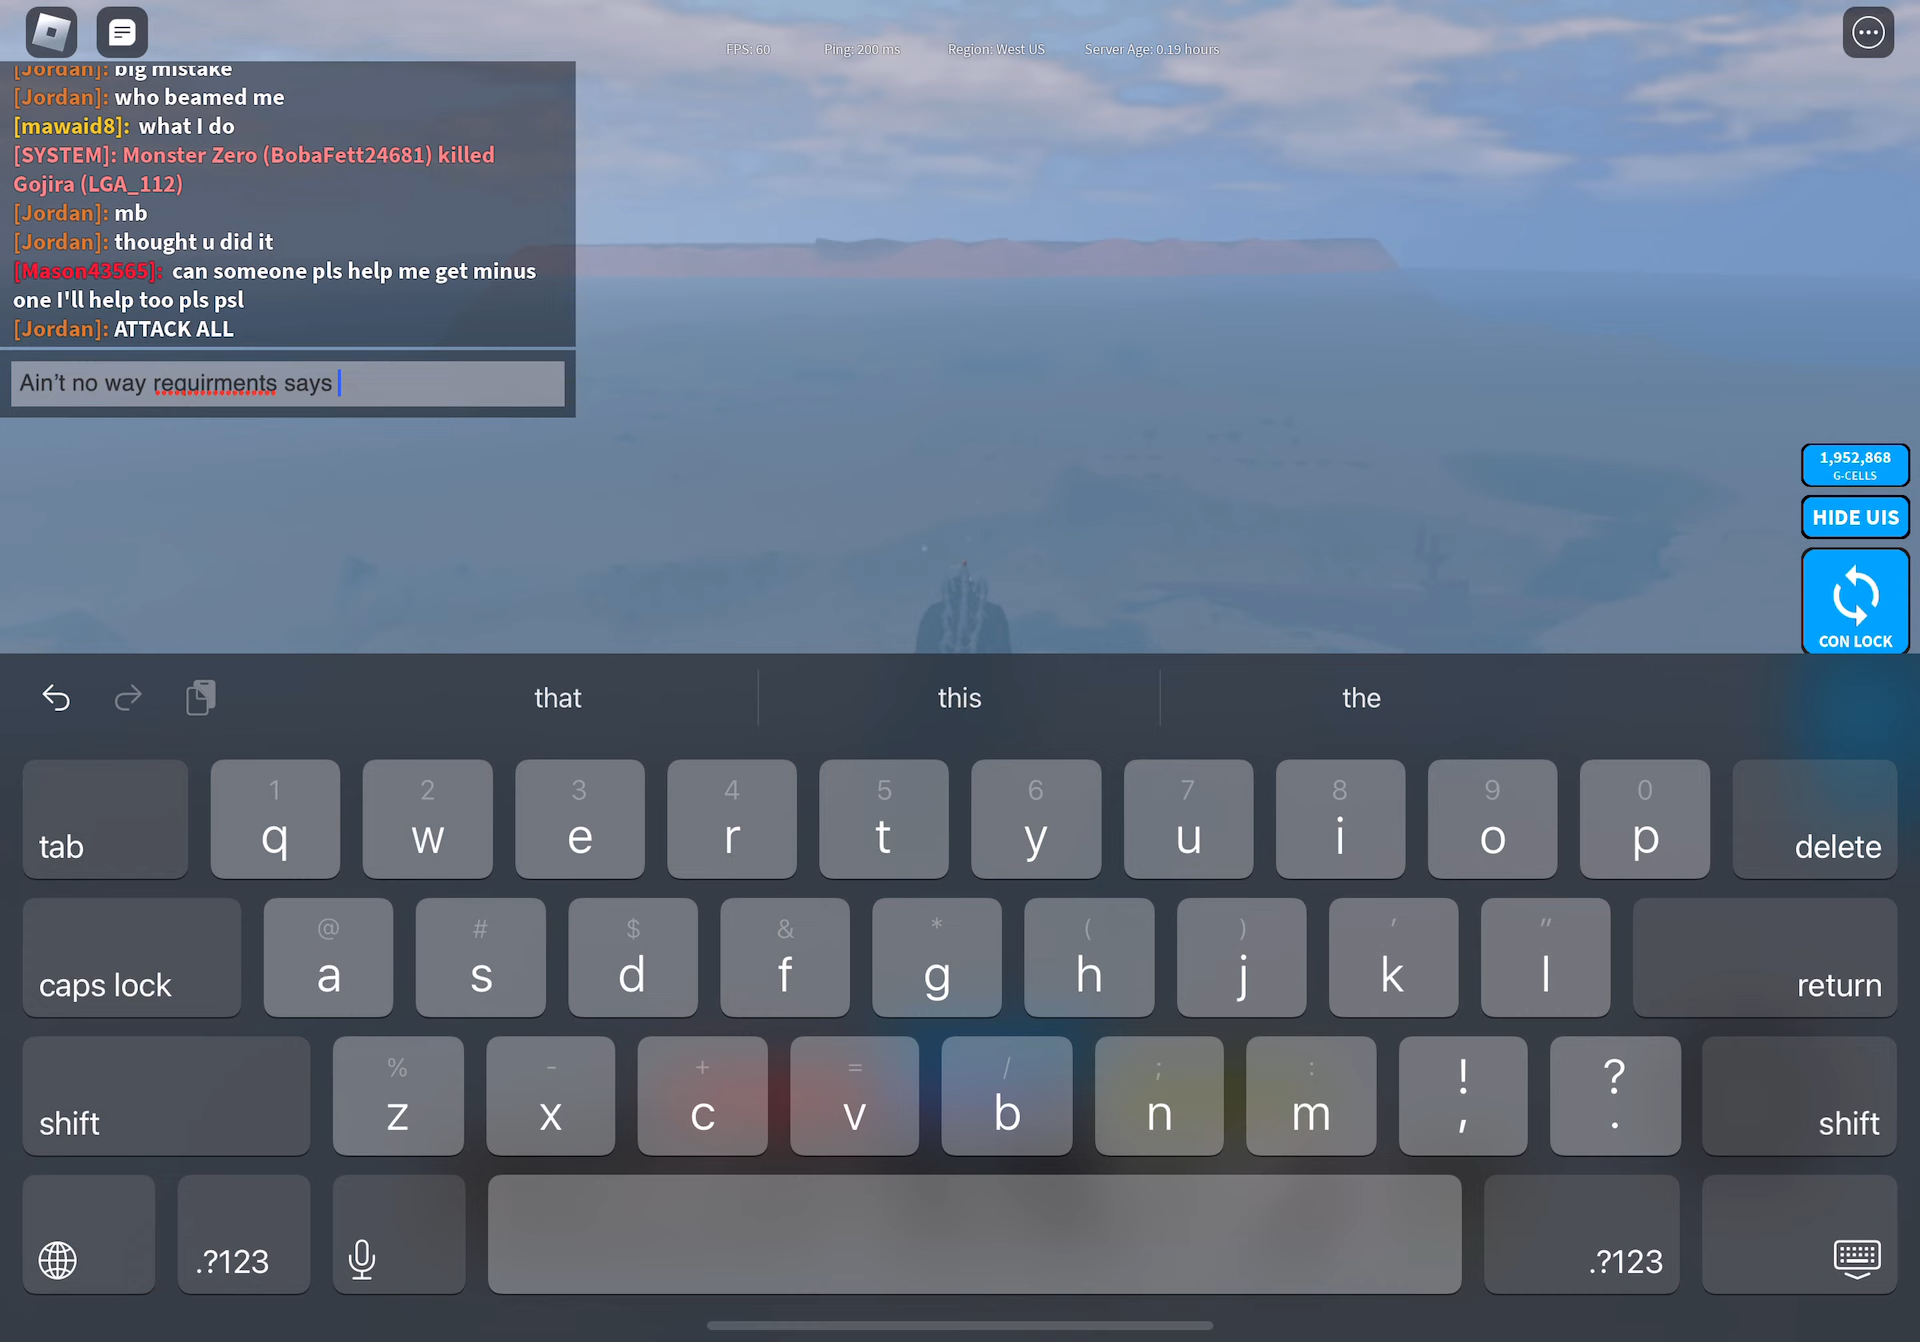 FPS: 60 Ping: 200 ms Region: West US Server Age: 0.19 hours
[Jordan]: big mistake
[Jordan]: who beamed me
[mawaid8]: what I do
[SYSTEM]: Monster Zero (BobaFett24681) killed
Gojira (LGA_112)
[Jordan]: mb
[Jordan]: thought u did it
[Mason43565]: can someone pls help me get minus
one I'll help too pls psl
[Jordan]: ATTACK ALL
Ain't no way requirments says
1,952,868
G-CELLS
HIDE UIS
CON LOCK
that this the
1 2 3 4 5 6 7 8 9 0
tab q w e r t y u i o p delete
@ # $ & * ( ) ' "
caps lock a s d f g h j k l return
% - + = / ; : ! ?
shift z x c v b n m , . shift
.?123 .?123